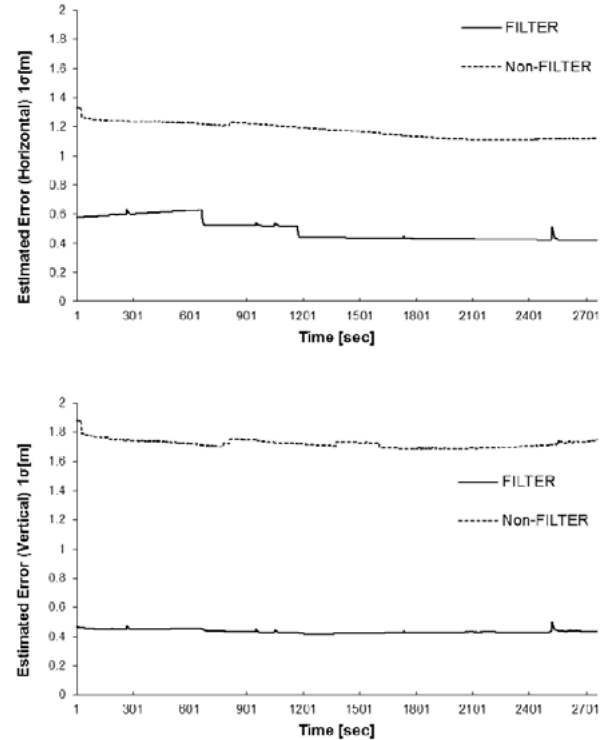 2
1.8
1.6
1.4
1.2
1
0.8
0.6
0.4
0.2
0
FILTER
Non-FILTER
Estimated Error (Horizontal) 1σ[m]
1 301 601 901 1201 1501 1801 2101 2401 2701
Time [sec]
2
1.8
1.6
1.4
1.2
1
0.8
0.6
0.4
0.2
0
FILTER
Non-FILTER
Estimated Error (Vertical) 1σ[m]
1 301 601 901 1201 1501 1801 2101 2401 2701
Time [sec]